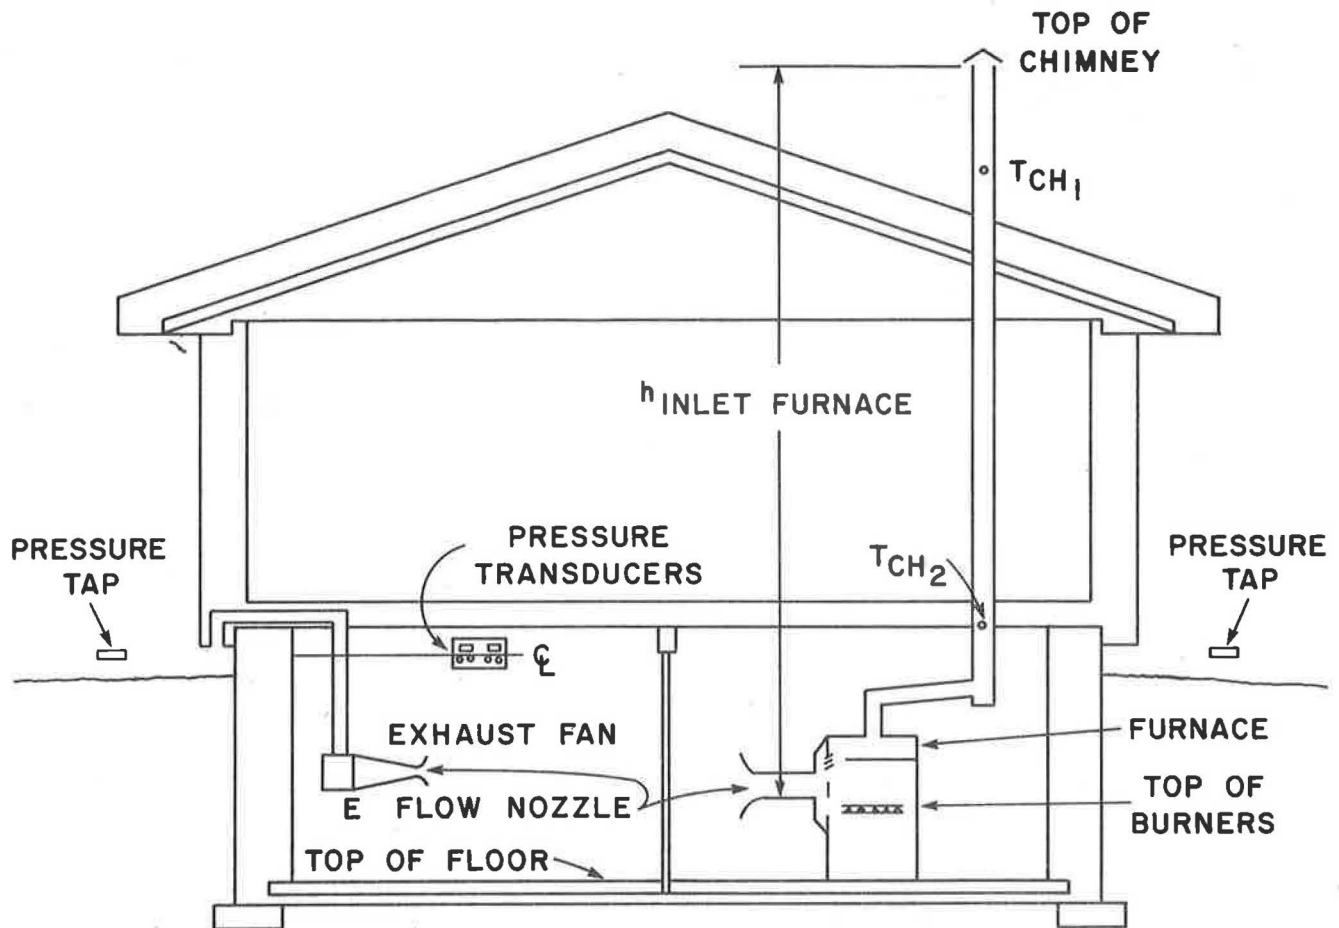 TOP OF
CHIMNEY
TCH1
hINLET FURNACE
PRESSURE
TAP
PRESSURE
TRANSDUCERS
TCH2
PRESSURE
TAP
℄
EXHAUST FAN
FURNACE
E FLOW NOZZLE
TOP OF
BURNERS
TOP OF FLOOR